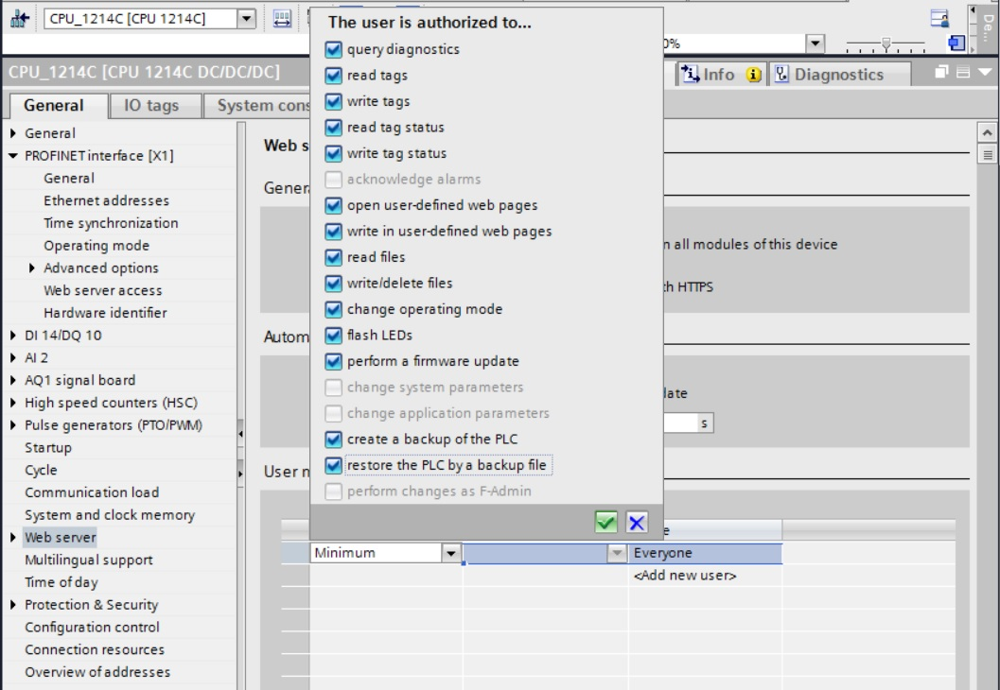 CPU_1214C [CPU 1214C]
0%
CPU_1214C [CPU 1214C DC/DC/DC]
Info
Diagnostics
General
IO tags
System cons
General
PROFINET interface [X1]
General
Ethernet addresses
Time synchronization
Operating mode
Advanced options
Web server access
Hardware identifier
DI 14/DQ 10
AI 2
AQ1 signal board
High speed counters (HSC)
Pulse generators (PTO/PWM)
Startup
Cycle
Communication load
System and clock memory
Web server
Multilingual support
Time of day
Protection & Security
Configuration control
Connection resources
Overview of addresses
The user is authorized to...
query diagnostics
read tags
write tags
read tag status
write tag status
acknowledge alarms
open user-defined web pages
write in user-defined web pages
read files
write/delete files
change operating mode
flash LEDs
perform a firmware update
change system parameters
change application parameters
create a backup of the PLC
restore the PLC by a backup file
perform changes as F-Admin
Web s
Genera
n all modules of this device
th HTTPS
Autom
date
s
User m
e
Minimum
Everyone
<Add new user>
De...